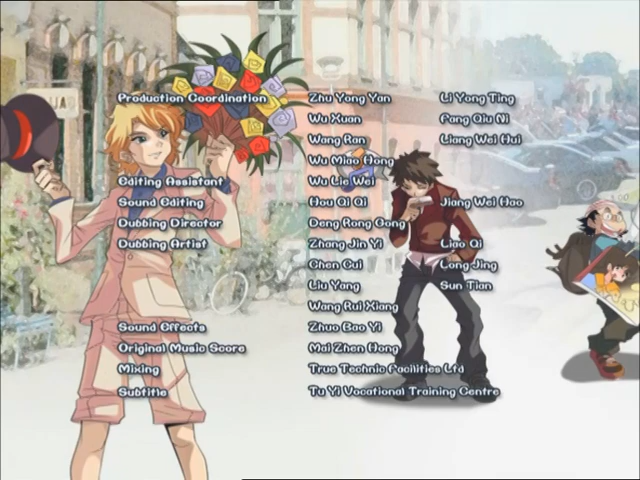 Production Coordination Zhu Yong Yan Li Yong Ting
Wu Xuan Pang Qiu Ni
Wang Ran Liang Wei Hui
Wu Miao Hong
Editing Assistant Wu Lie Wei
Sound Editing Hou Qi Qi Jiang Wei Hao
Dubbing Director Deng Rong Gong
Dubbing Artist Zhang Jin Yi Liao Qi
Chen Cui Long Jing
Liu Yang Sun Tian
Wang Rui Xiang
Sound Effects Zhuo Bao Yi
Original Music Score Mai Zhen Hong
Mixing True Technic Facilities Ltd
Subtitle Tu Yi Vocational Training Centre